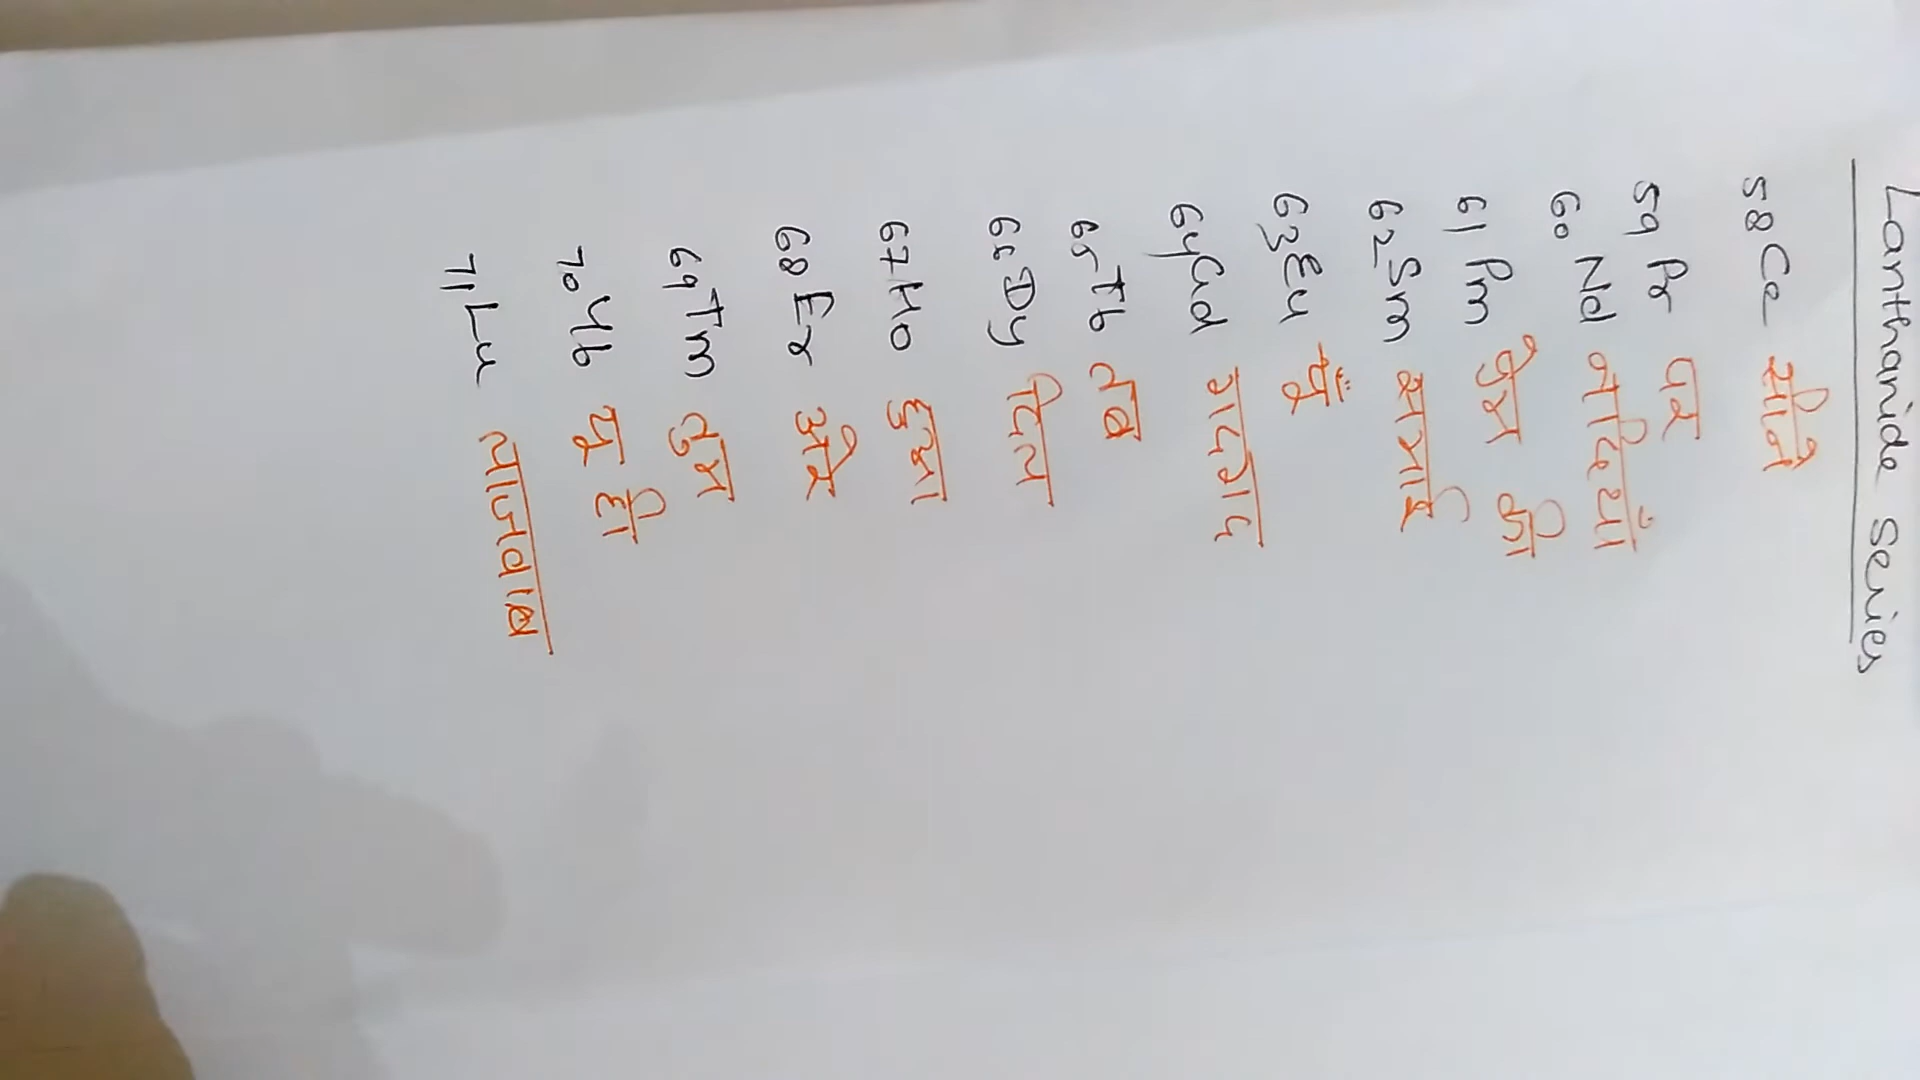 Lanthanide Series
58Ce सीने
59Pr पर
60Nd नदियों
61Pm प्रेम की
62Sm समाई
63Eu यूँ
64Gd गदगद
65Tb तब
66Dy दिल
67Ho हुआ
68Er और
69Tm तुम
70Yb यू ही
71Lu लाजवाब